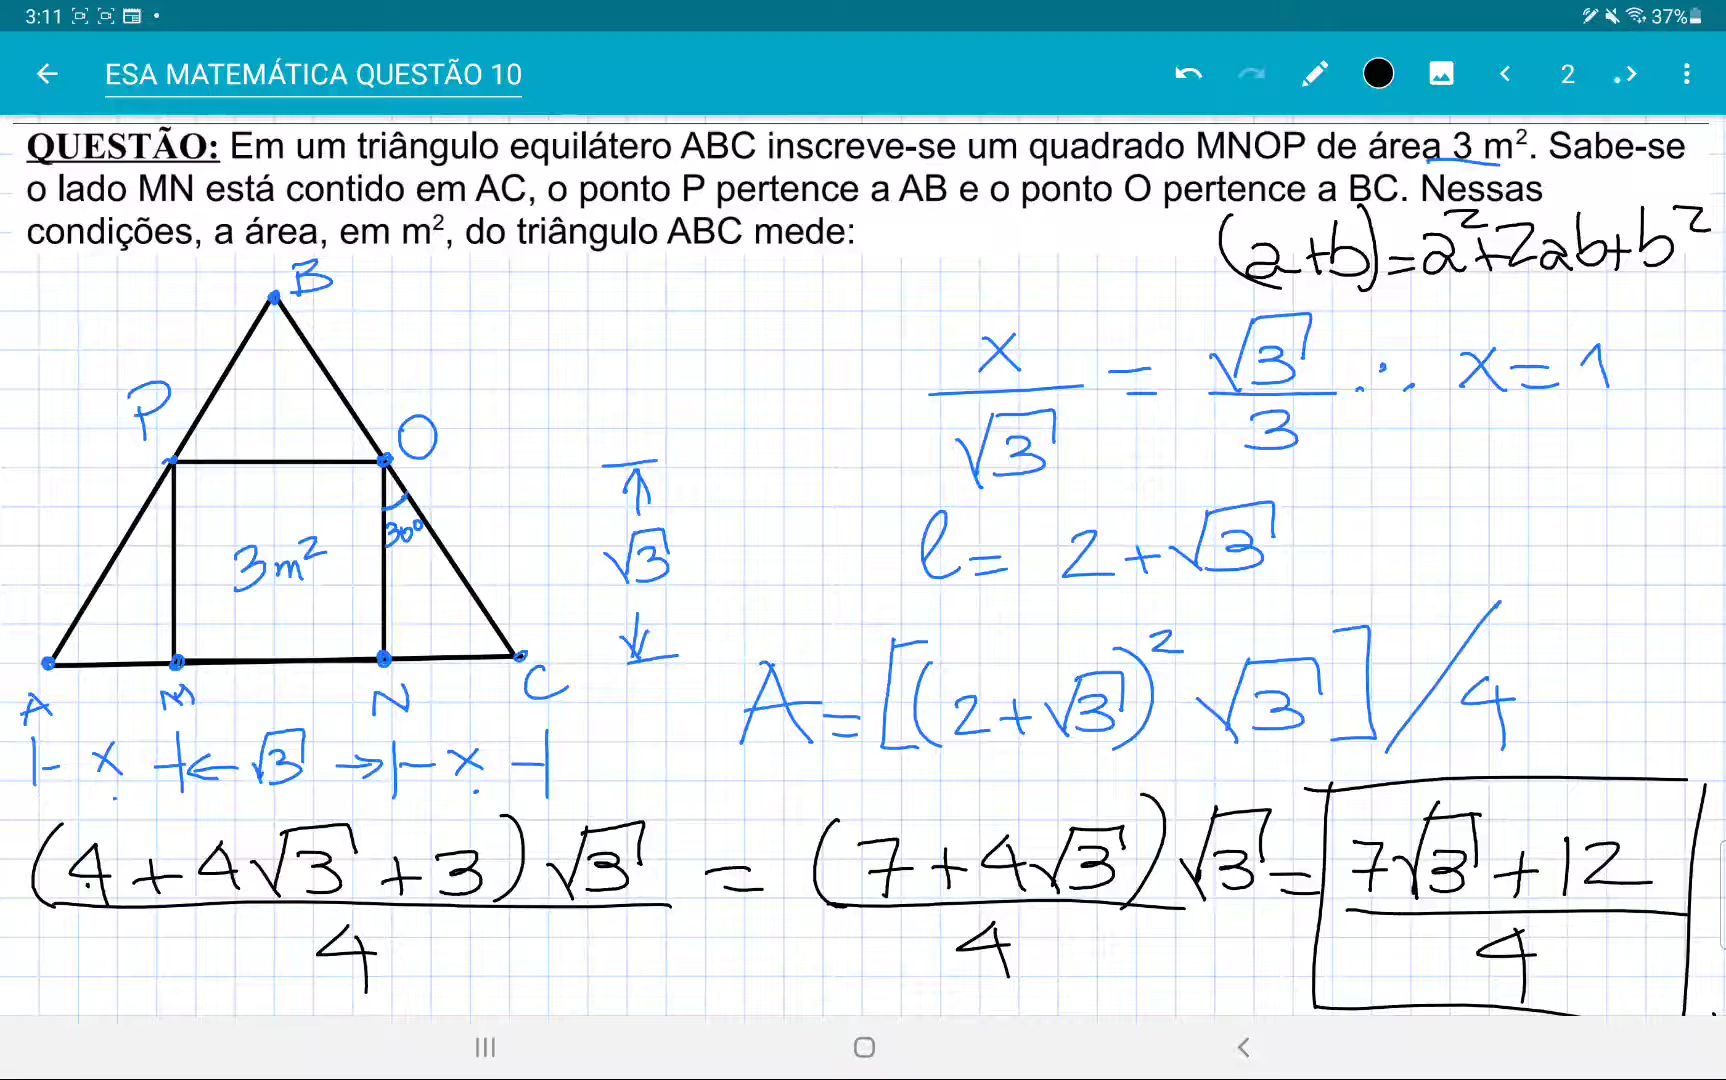 3:11 37%
ESA MATEMÁTICA QUESTÃO 10 2
QUESTÃO: Em um triângulo equilátero ABC inscreve-se um quadrado MNOP de área 3 m². Sabe-se
o lado MN está contido em AC, o ponto P pertence a AB e o ponto O pertence a BC. Nessas
condições, a área, em m², do triângulo ABC mede:
(a+b)=a²+2ab+b²
B
P
O
30°
3m²
√3
A M N C
x √3 x
x/√3 = √3/3 ∴ x=1
l= 2+√3
A=[(2+√3)² √3]/4
(4+4√3+3)√3/4 = (7+4√3)√3/4 = 7√3+12/4